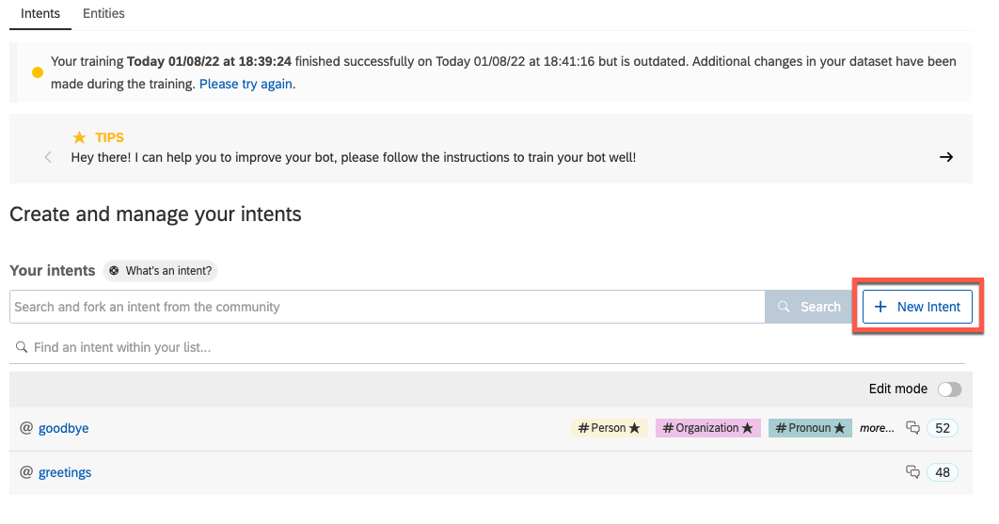 Intents Entities
Your training Today 01/08/22 at 18:39:24 finished successfully on Today 01/08/22 at 18:41:16 but is outdated. Additional changes in your dataset have been
made during the training. Please try again.
TIPS
Hey there! I can help you to improve your bot, please follow the instructions to train your bot well!
Create and manage your intents
Your intents What's an intent?
Search and fork an intent from the community Search + New Intent
Find an intent within your list...
Edit mode
@ goodbye #Person★ #Organization★ #Pronoun★ more... 52
@ greetings 48